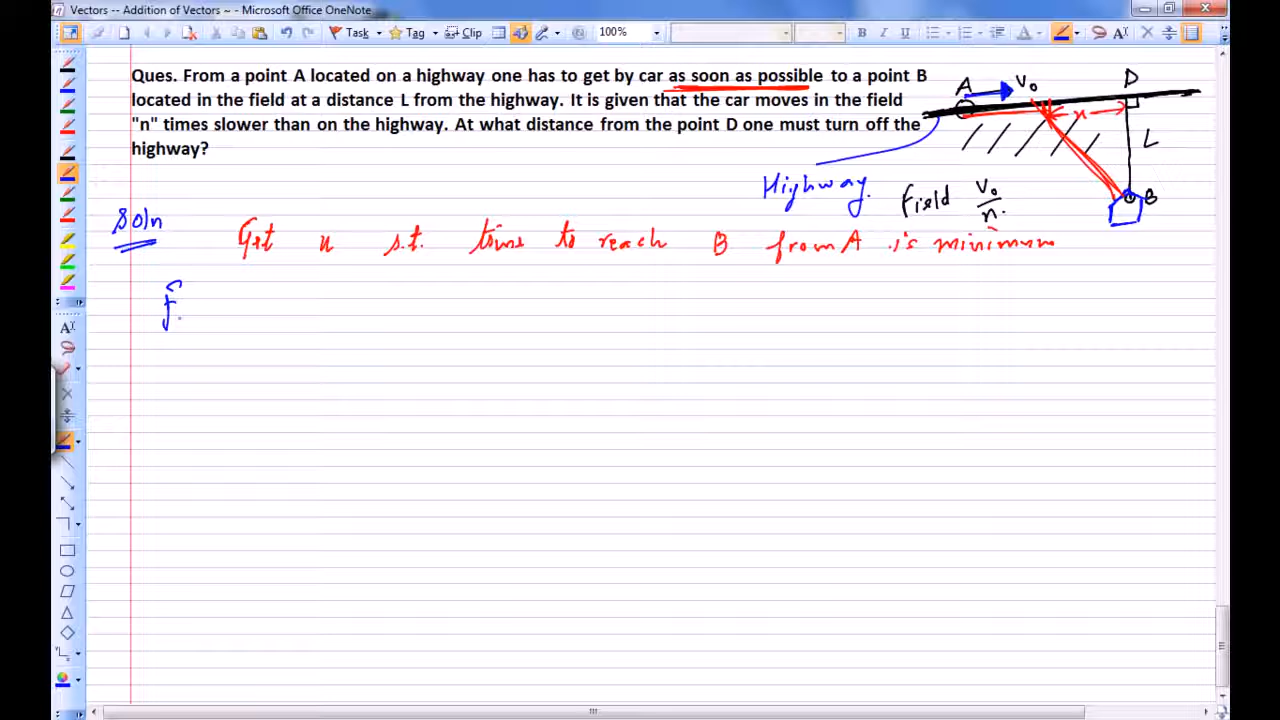 Vectors -- Addition of Vectors ~ - Microsoft Office OneNote
Task Tag Clip 100% B I U A
Ques. From a point A located on a highway one has to get by car as soon as possible to a point B
located in the field at a distance L from the highway. It is given that the car moves in the field
"n" times slower than on the highway. At what distance from the point D one must turn off the
highway?
A V₀ D
x
L
B
Highway.
Field V₀/n.
Soln
Get x s.t. time to reach B from A is minimum
f